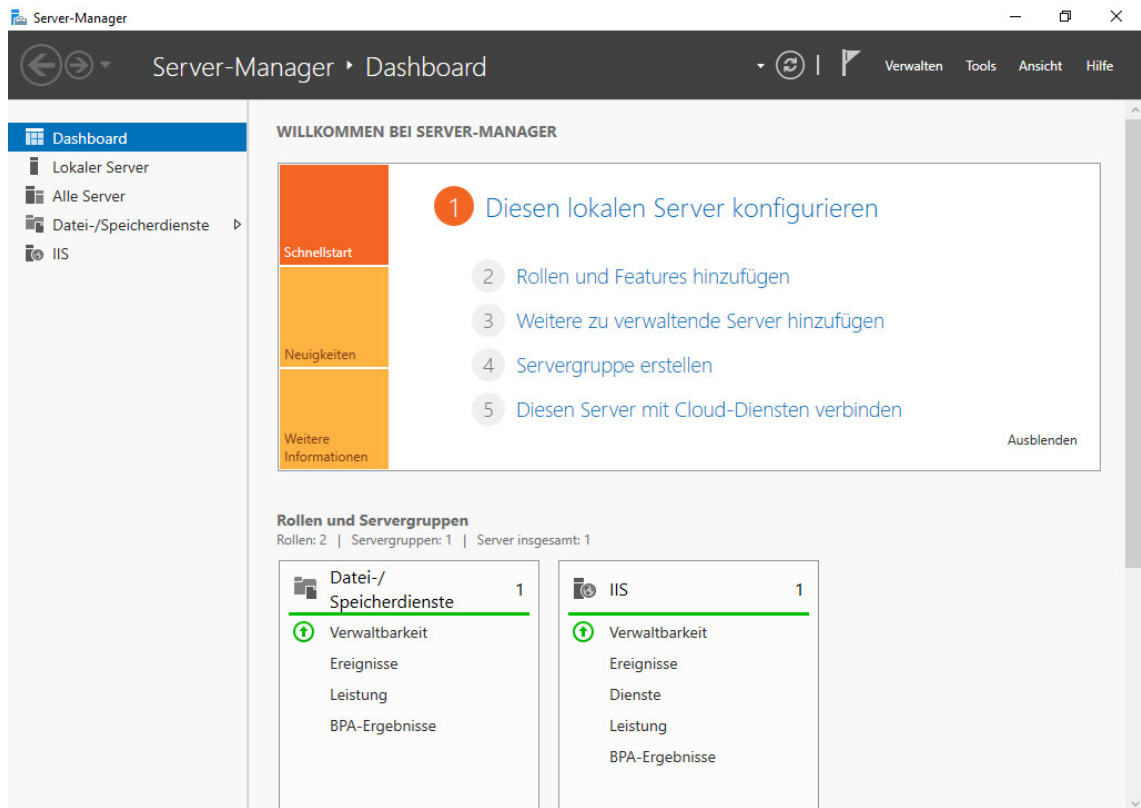 Server-Manager
Server-Manager ‣ Dashboard
Verwalten Tools Ansicht Hilfe
Dashboard
Lokaler Server
Alle Server
Datei-/Speicherdienste
IIS
WILLKOMMEN BEI SERVER-MANAGER
Schnellstart
Neuigkeiten
Weitere
Informationen
1 Diesen lokalen Server konfigurieren
2 Rollen und Features hinzufügen
3 Weitere zu verwaltende Server hinzufügen
4 Servergruppe erstellen
5 Diesen Server mit Cloud-Diensten verbinden
Ausblenden
Rollen und Servergruppen
Rollen: 2 | Servergruppen: 1 | Server insgesamt: 1
Datei-/
Speicherdienste 1
Verwaltbarkeit
Ereignisse
Leistung
BPA-Ergebnisse
IIS 1
Verwaltbarkeit
Ereignisse
Dienste
Leistung
BPA-Ergebnisse